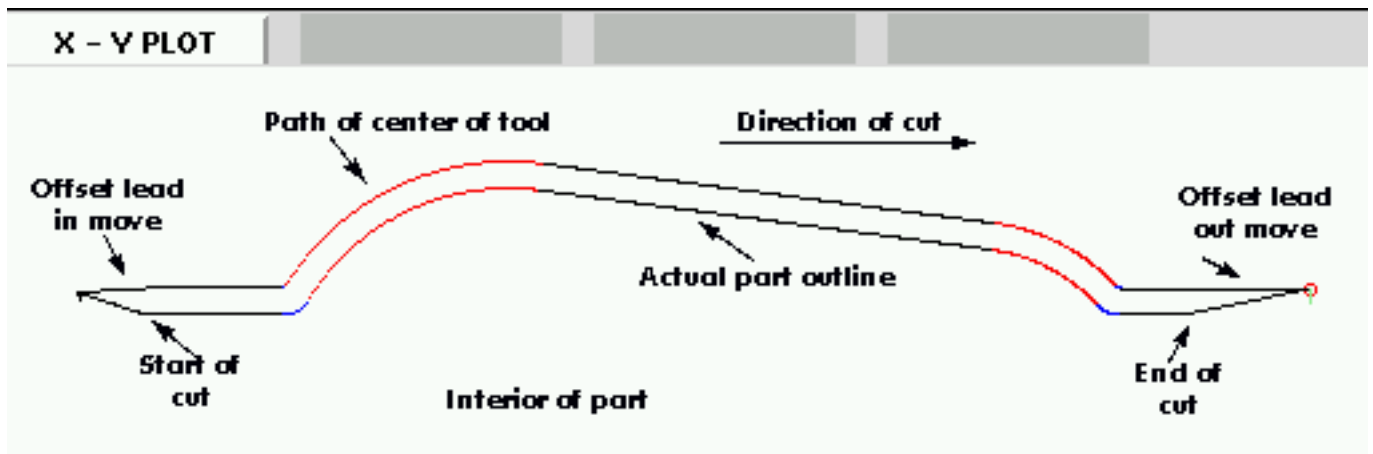 X - Y PLOT
Path of center of tool
Direction of cut
Offset lead
in move
Offset lead
out move
Actual part outline
Start of
cut
End of
cut
Interior of part